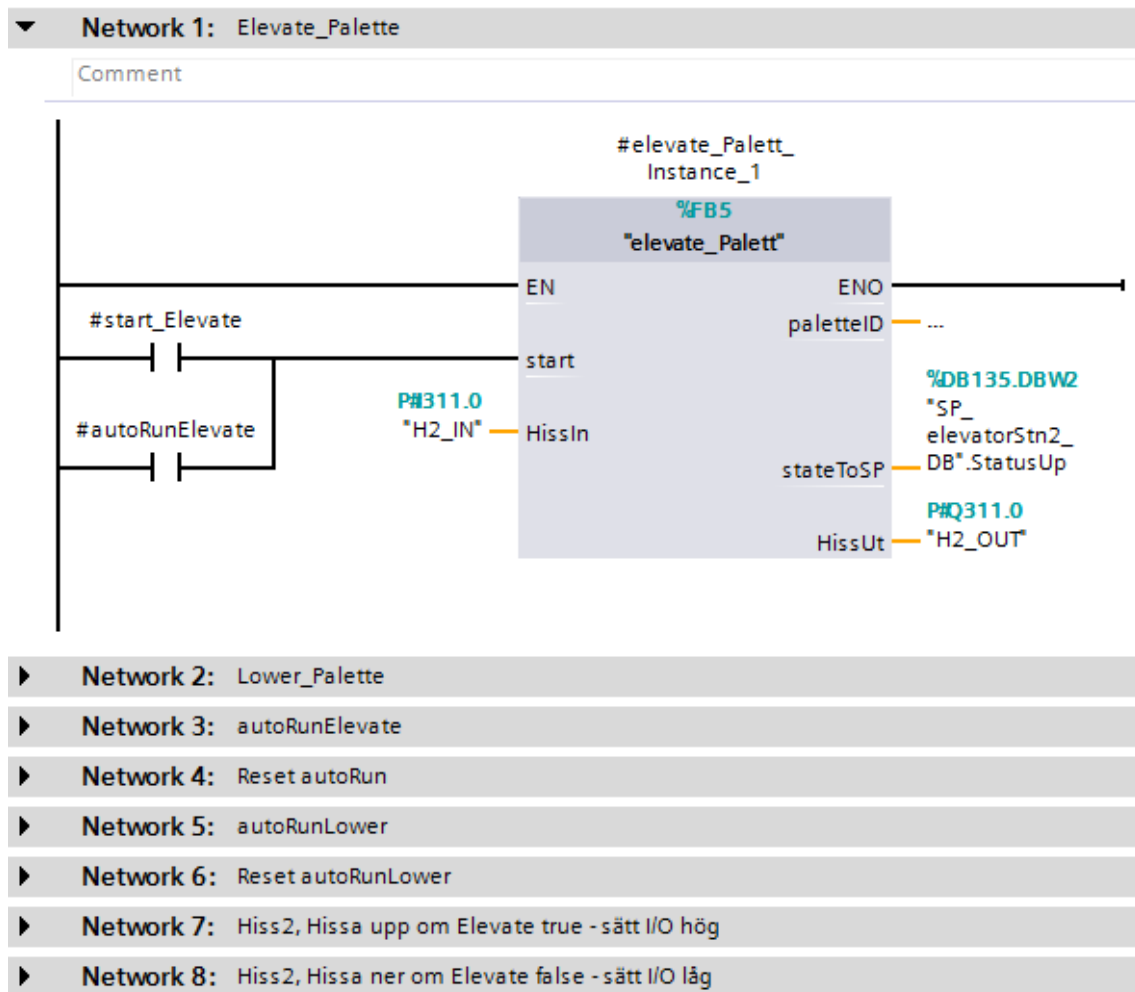 Network 1: Elevate_Palette
Comment
#elevate_Palett_
Instance_1
%FB5
"elevate_Palett"
EN
ENO
#start_Elevate
paletteID
...
start
%DB135.DBW2
P#I311.0
"SP_
#autoRunElevate
"H2_IN"
HissIn
elevatorStn2_
stateToSP
DB".StatusUp
P#Q311.0
HissUt
"H2_OUT"
Network 2: Lower_Palette
Network 3: autoRunElevate
Network 4: Reset autoRun
Network 5: autoRunLower
Network 6: Reset autoRunLower
Network 7: Hiss2, Hissa upp om Elevate true - sätt I/O hög
Network 8: Hiss2, Hissa ner om Elevate false - sätt I/O låg